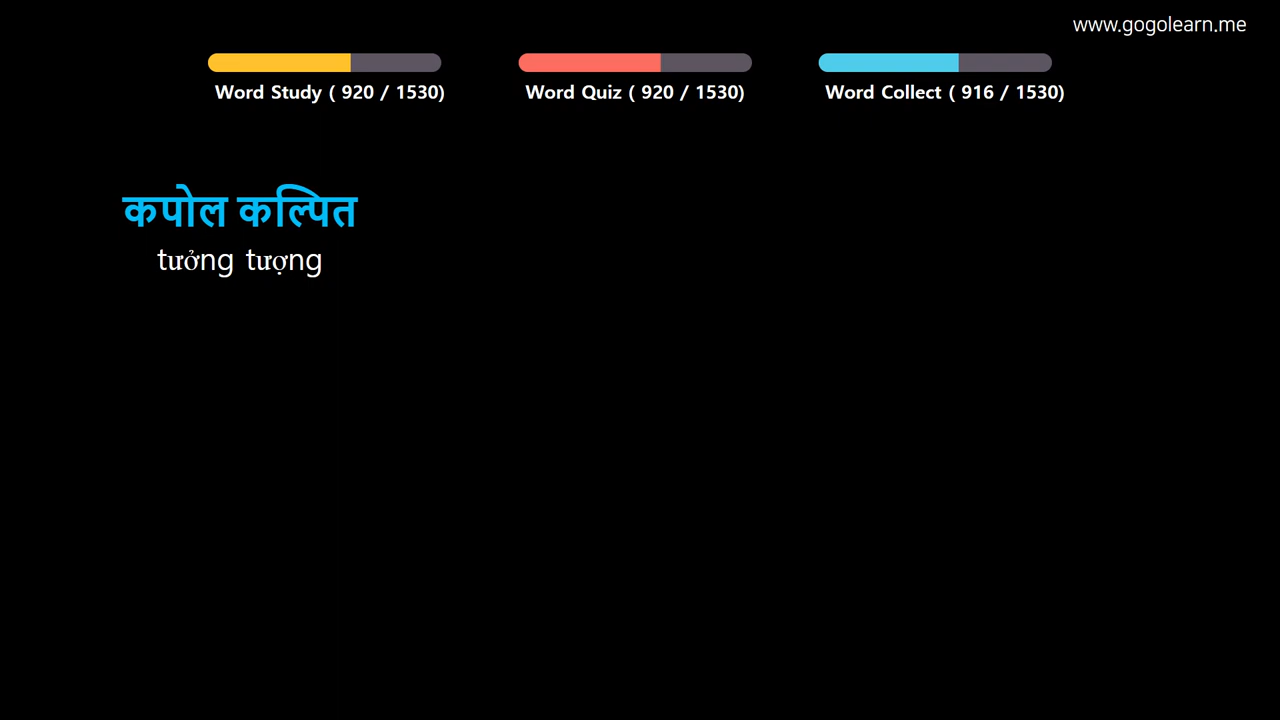 www.gogolearn.me
Word Study ( 920 / 1530)
Word Quiz ( 920 / 1530)
Word Collect ( 916 / 1530)
कपोल कल्पित
tưởng tượng